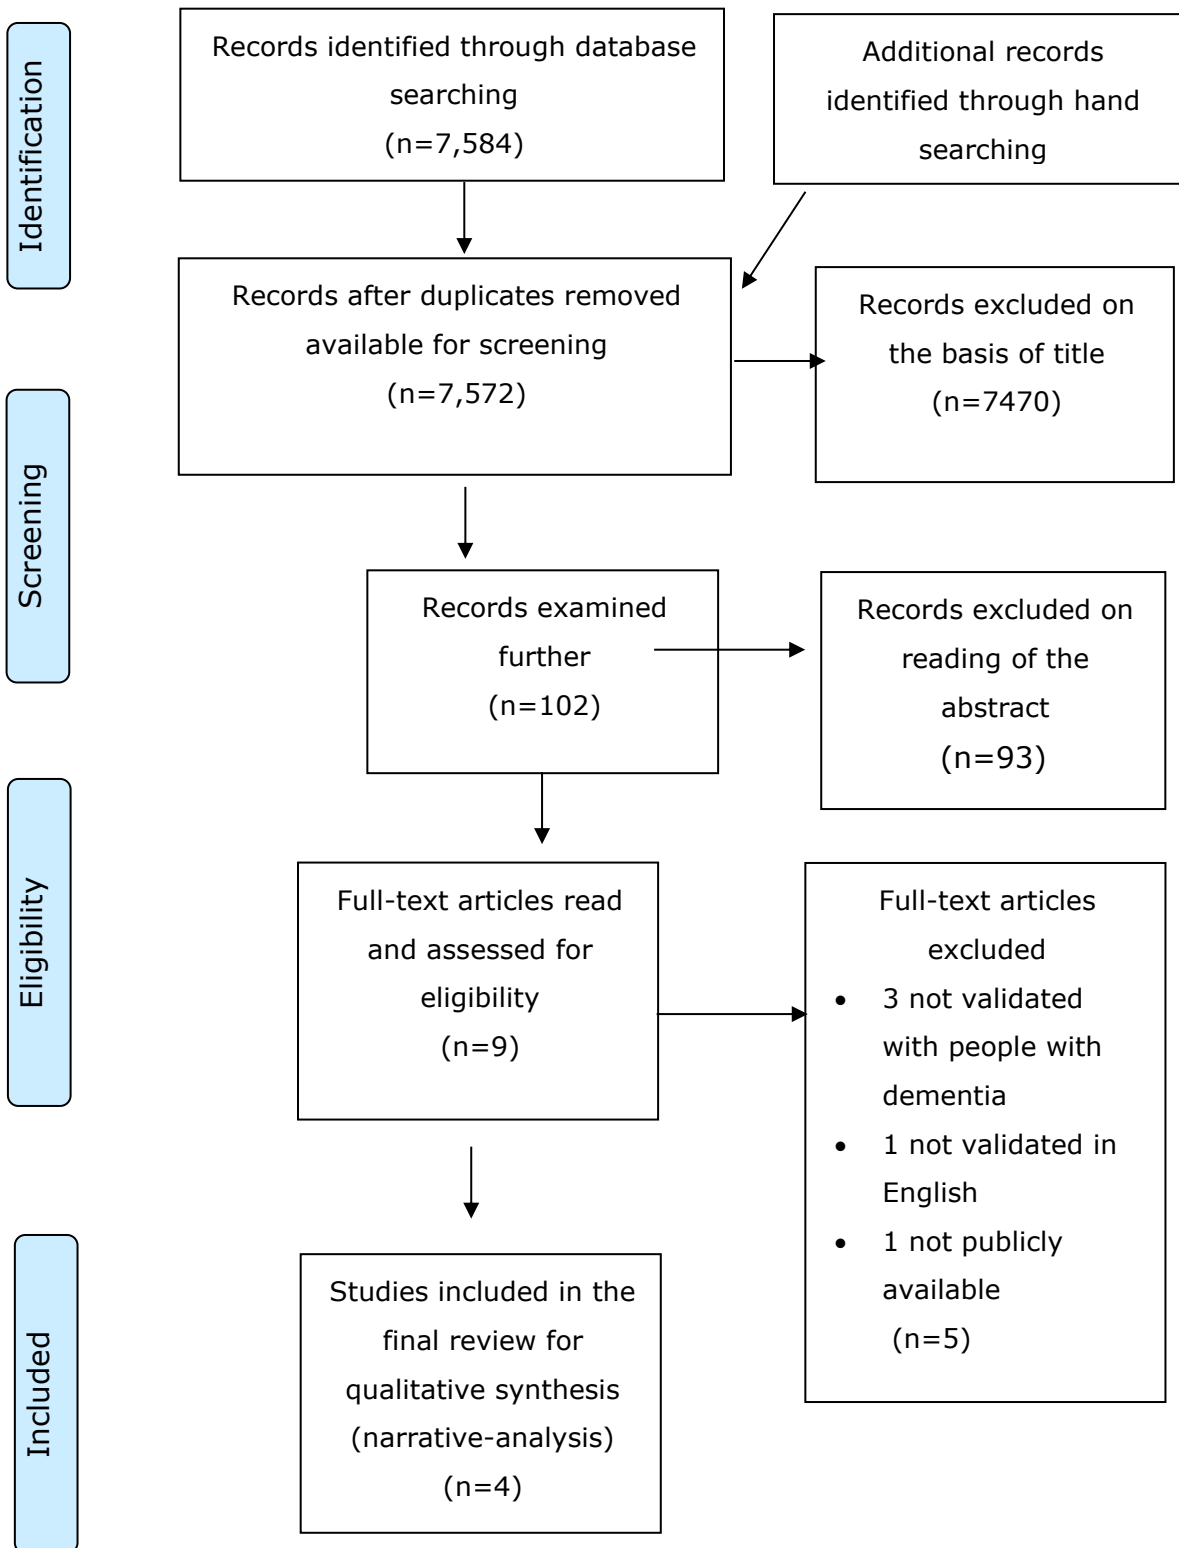 Identification
Records identified through database
searching
(n=7,584)
Additional records
identified through hand
searching
Records after duplicates removed
available for screening
(n=7,572)
Records excluded on
the basis of title
(n=7470)
Screening
Records examined
further
(n=102)
Records excluded on
reading of the
abstract
(n=93)
Eligibility
Full-text articles read
and assessed for
eligibility
(n=9)
Full-text articles
excluded
• 3 not validated
with people with
dementia
• 1 not validated in
English
• 1 not publicly
available
(n=5)
Included
Studies included in the
final review for
qualitative synthesis
(narrative-analysis)
(n=4)